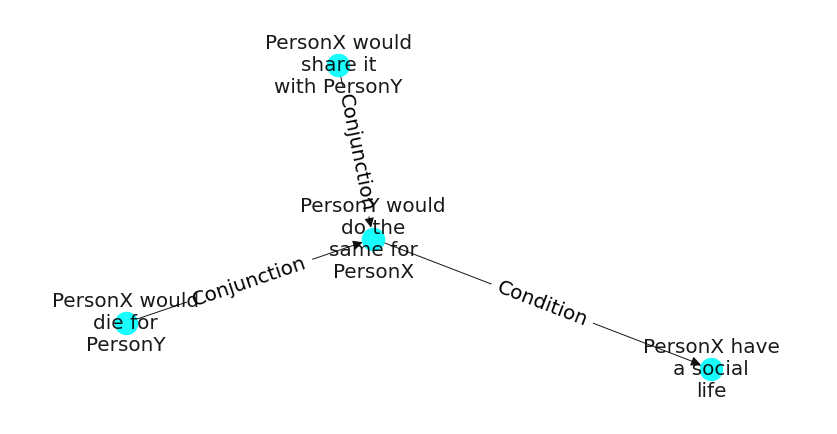 PersonX would
share it
with PersonY
Conjunction
PersonY would
do the
same for
PersonX
Conjunction
PersonX would
die for
PersonY
Condition
PersonX have
a social
life